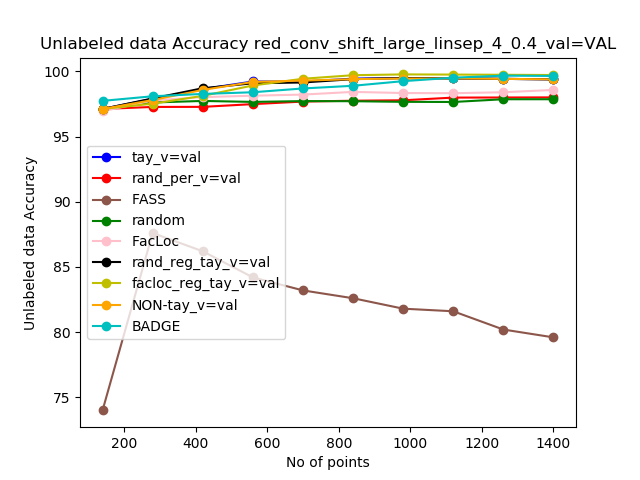 Unlabeled data Accuracy red_conv_shift_large_linsep_4_0.4_val=VAL
100
95
90
85
80
75
Unlabeled data Accuracy
tay_v=val
rand_per_v=val
FASS
random
FacLoc
rand_reg_tay_v=val
facloc_reg_tay_v=val
NON-tay_v=val
BADGE
200 400 600 800 1000 1200 1400
No of points